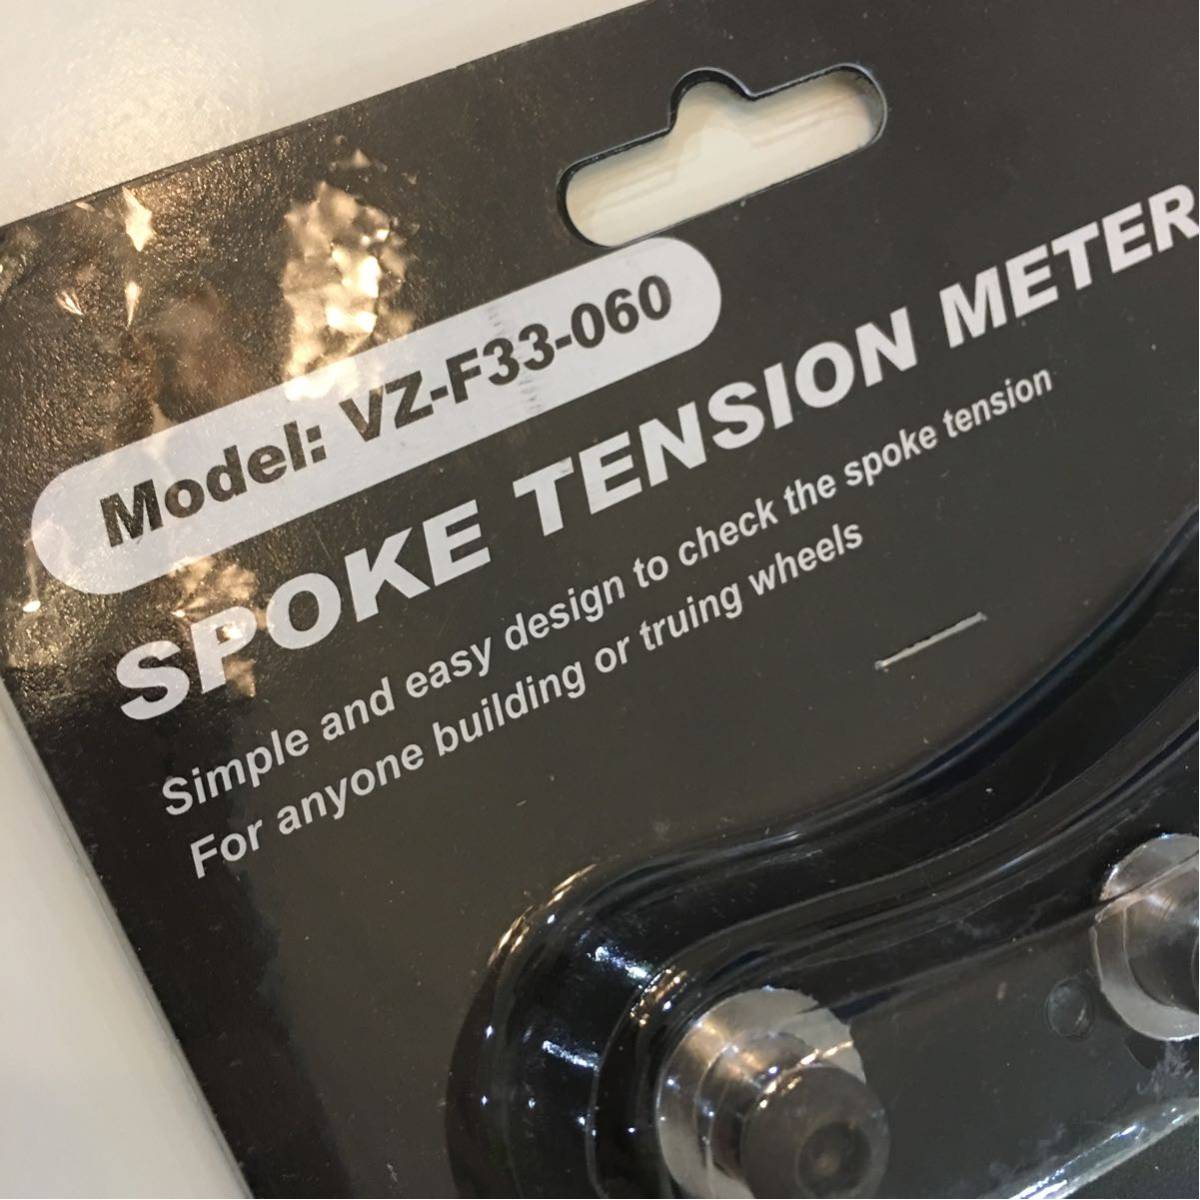 Model: VZ-F33-060
SPOKE TENSION METER
Simple and easy design to check the spoke tension
For anyone building or truing wheels